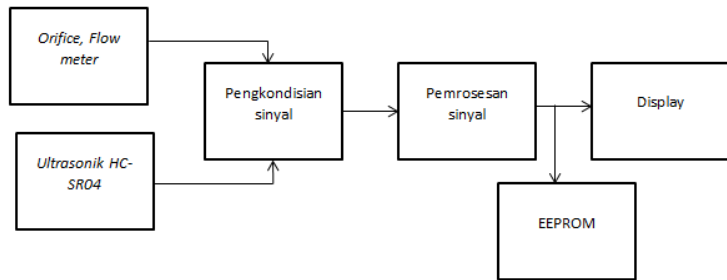 Orifice, Flow
meter
Ultrasonik HC-
SR04
Pengkondisian
sinyal
Pemrosesan
sinyal
Display
EEPROM